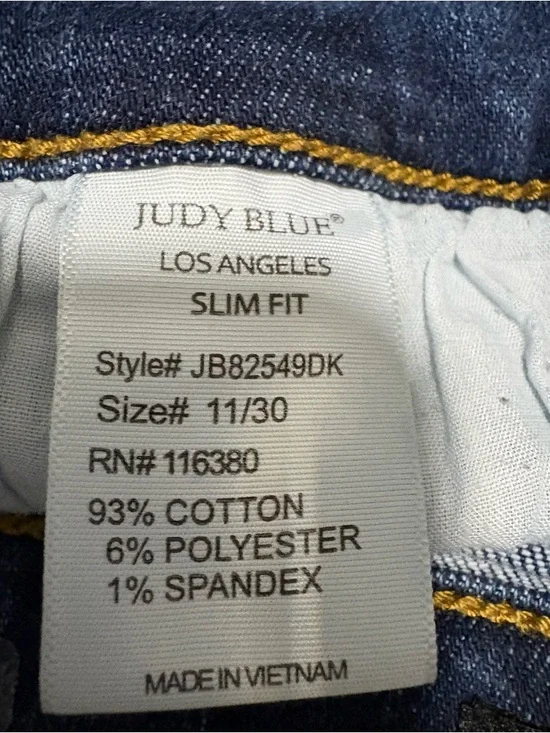 JUDY BLUE®
LOS ANGELES
SLIM FIT
Style# JB82549DK
Size# 11/30
RN# 116380
93% COTTON
6% POLYESTER
1% SPANDEX
MADE IN VIETNAM